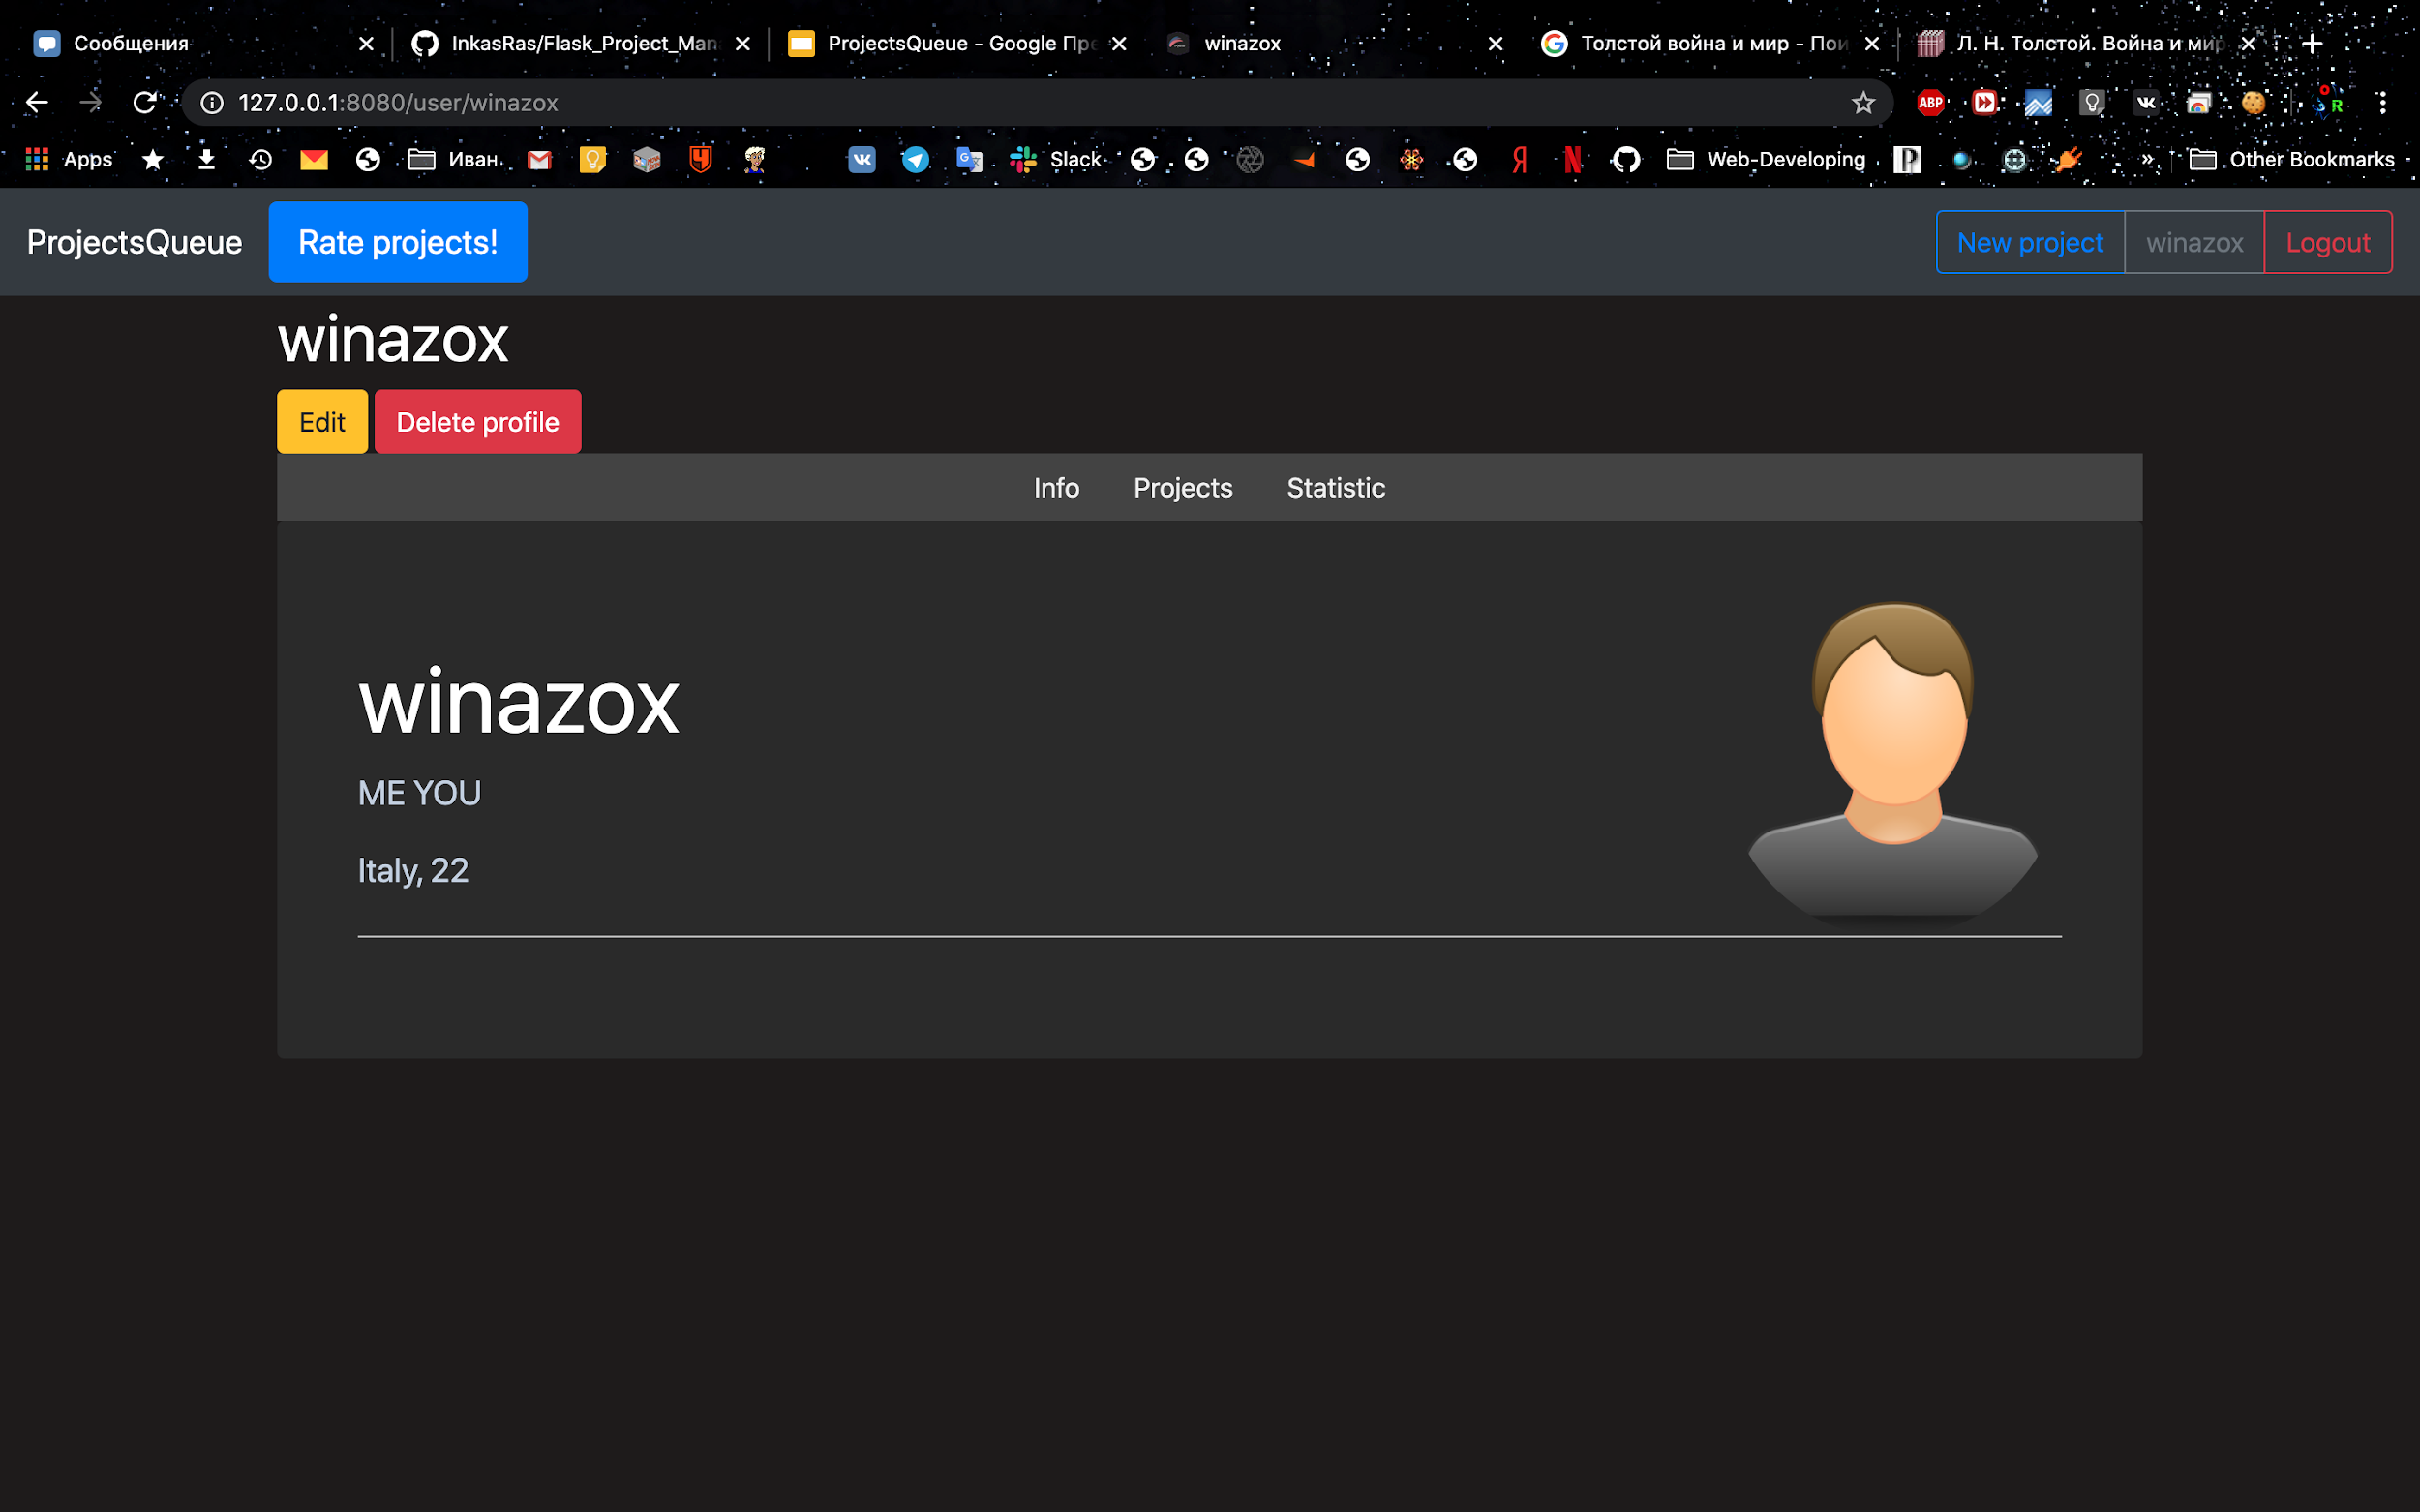 Сообщения
InkasRas/Flask_Project_Man
ProjectsQueue - Google Пре
winazox
Толстой война и мир - Пои
Л. Н. Толстой. Война и мир
127.0.0.1:8080/user/winazox
ABP
Apps
Иван
Slack
Web-Developing
Other Bookmarks
ProjectsQueue
Rate projects!
New project
winazox
Logout
winazox
Edit
Delete profile
Info
Projects
Statistic
winazox
ME YOU
Italy, 22